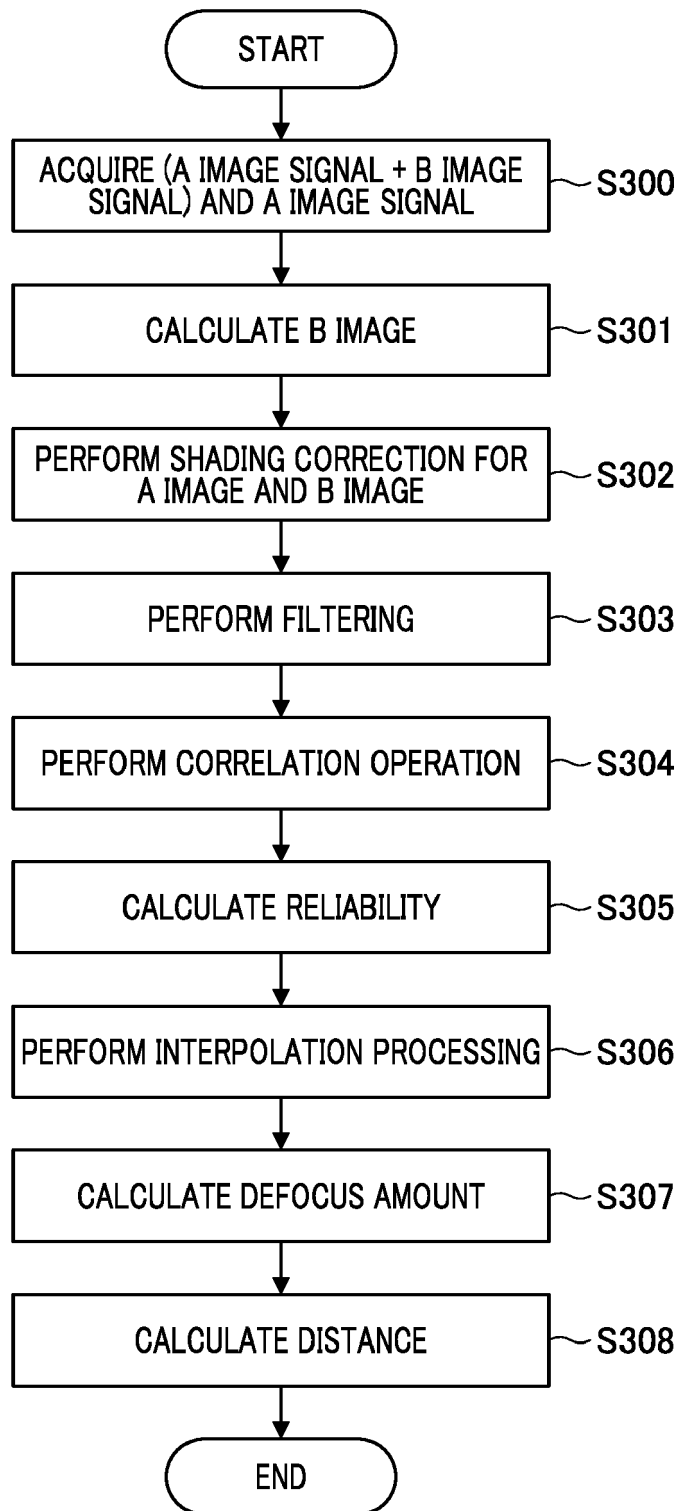 START
ACQUIRE (A IMAGE SIGNAL + B IMAGE
SIGNAL) AND A IMAGE SIGNAL
S300
CALCULATE B IMAGE
S301
PERFORM SHADING CORRECTION FOR
A IMAGE AND B IMAGE
S302
PERFORM FILTERING
S303
PERFORM CORRELATION OPERATION
S304
CALCULATE RELIABILITY
S305
PERFORM INTERPOLATION PROCESSING
S306
CALCULATE DEFOCUS AMOUNT
S307
CALCULATE DISTANCE
S308
END